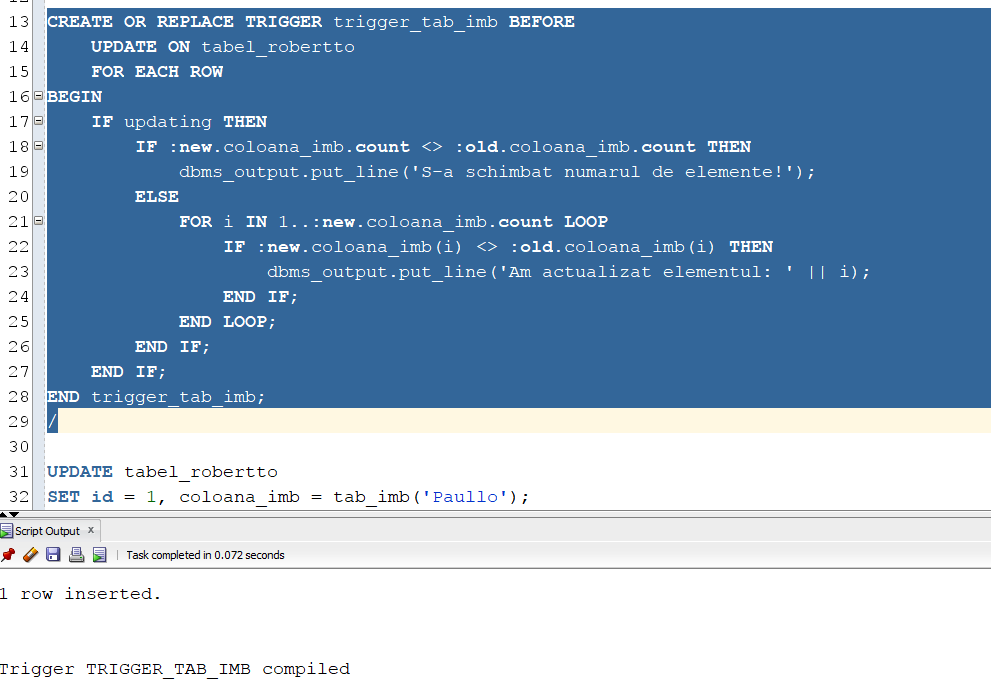 13 CREATE OR REPLACE TRIGGER trigger_tab_imb BEFORE
14 UPDATE ON tabel_robertto
15 FOR EACH ROW
16 BEGIN
17 IF updating THEN
18 IF :new.coloana_imb.count <> :old.coloana_imb.count THEN
19 dbms_output.put_line('S-a schimbat numarul de elemente!');
20 ELSE
21 FOR i IN 1..:new.coloana_imb.count LOOP
22 IF :new.coloana_imb(i) <> :old.coloana_imb(i) THEN
23 dbms_output.put_line('Am actualizat elementul: ' || i);
24 END IF;
25 END LOOP;
26 END IF;
27 END IF;
28 END trigger_tab_imb;
29 /
30
31 UPDATE tabel_robertto
32 SET id = 1, coloana_imb = tab_imb('Paullo');
Script Output x
Task completed in 0.072 seconds
1 row inserted.
Trigger TRIGGER_TAB_IMB compiled